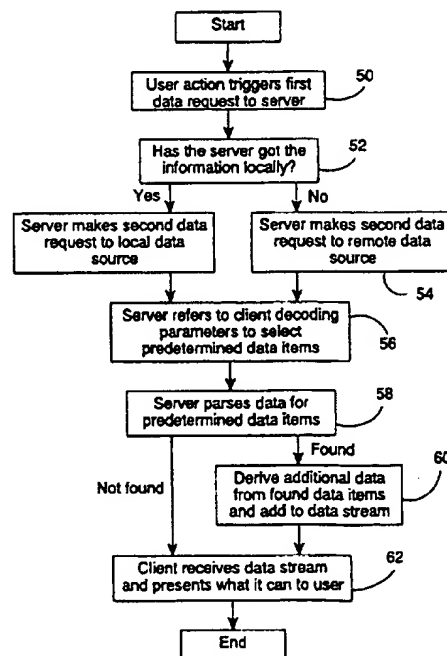 Start
50
User action triggers first
data request to server
52
Has the server got the
information locally?
Yes
No
Server makes second data
request to local data
source
Server makes second data
request to remote data
source
54
Server refers to client decoding
parameters to select
predetermined data items
56
58
Server parses data for
predetermined data items
Found
60
Not found
Derive additional data
from found data items
and add to data stream
62
Client receives data stream
and presents what it can to user
End